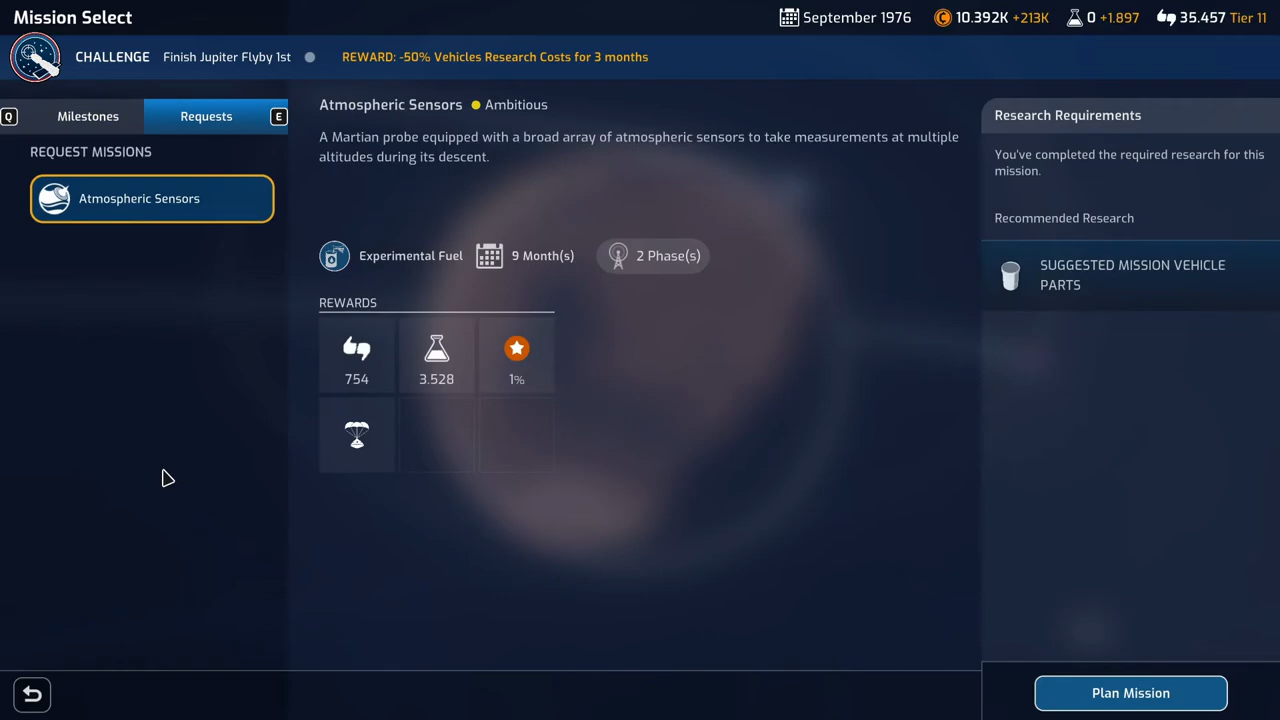 Mission Select
September 1976
10.392K +213K
0 +1.897
35.457 Tier 11
CHALLENGE Finish Jupiter Flyby 1st
REWARD: -50% Vehicles Research Costs for 3 months
Q Milestones Requests E
REQUEST MISSIONS
Atmospheric Sensors
Atmospheric Sensors Ambitious
A Martian probe equipped with a broad array of atmospheric sensors to take measurements at multiple
altitudes during its descent.
Experimental Fuel 9 Month(s) 2 Phase(s)
REWARDS
754 3.528 1%
Research Requirements
You've completed the required research for this
mission.
Recommended Research
SUGGESTED MISSION VEHICLE
PARTS
Plan Mission